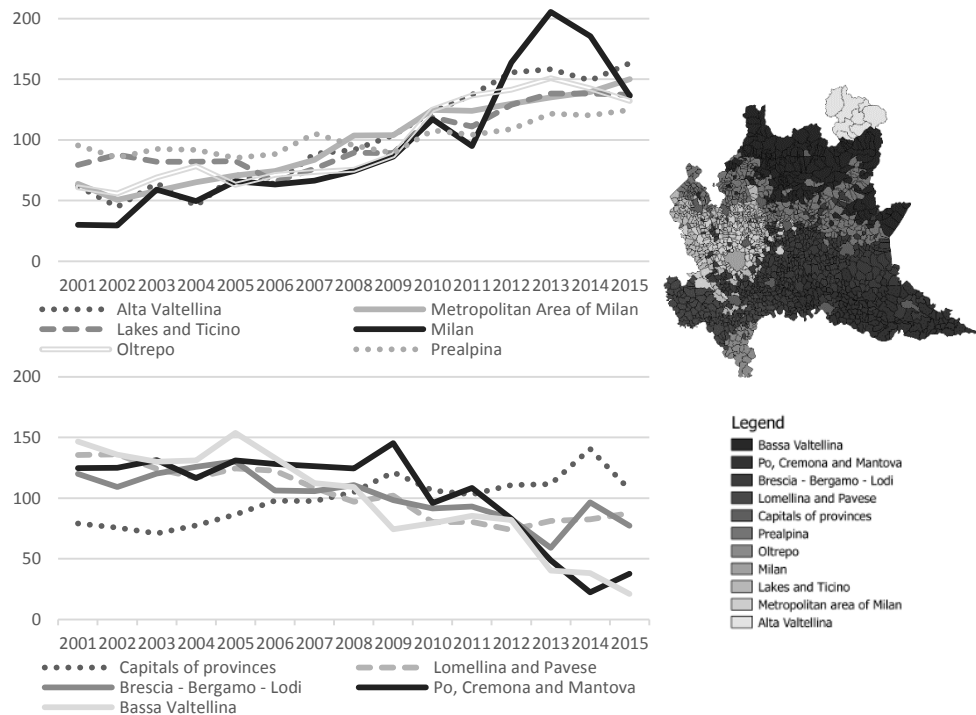 200
150
100
50
0
2001 2002 2003 2004 2005 2006 2007 2008 2009 2010 2011 2012 2013 2014 2015
Alta Valtellina Metropolitan Area of Milan
Lakes and Ticino Milan
Oltrepo Prealpina
200
150
100
50
0
2001 2002 2003 2004 2005 2006 2007 2008 2009 2010 2011 2012 2013 2014 2015
Capitals of provinces Lomellina and Pavese
Brescia - Bergamo - Lodi Po, Cremona and Mantova
Bassa Valtellina
Legend
Bassa Valtellina
Po, Cremona and Mantova
Brescia - Bergamo - Lodi
Lomellina and Pavese
Capitals of provinces
Prealpina
Oltrepo
Milan
Lakes and Ticino
Metropolitan area of Milan
Alta Valtellina